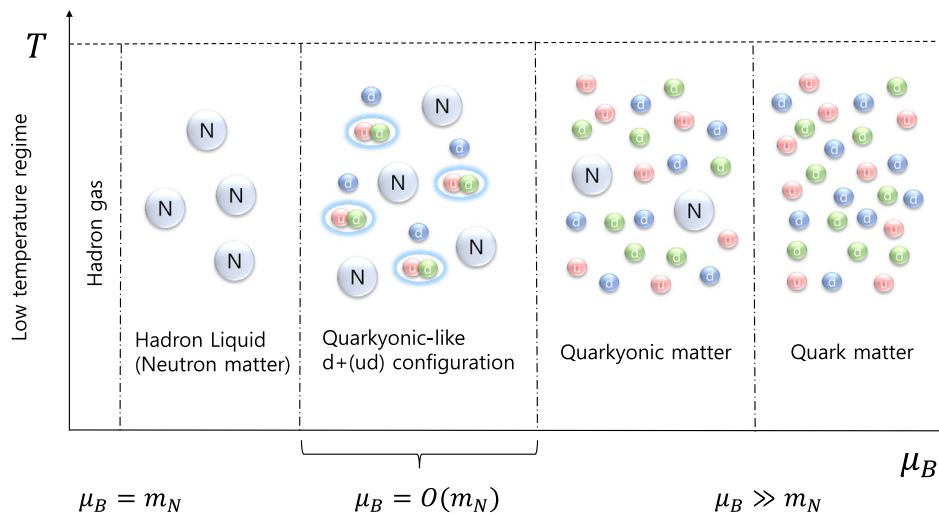 T
Low temperature regime
Hadron gas
N
N
N
N
Hadron Liquid
(Neutron matter)
d
N
u d
d
d
N
u d
u d
d
N
u d
N
Quarkyonic-like
d+(ud) configuration
u d
u d u
d d u d
N u d d
N
d d d
u
d d
u d u d
Quarkyonic matter
u d
d u d u
u d d
d u
d d d
d d d u
d d d d
u d u
Quark matter
μ_B
μ_B = m_N
μ_B = O(m_N)
μ_B ≫ m_N